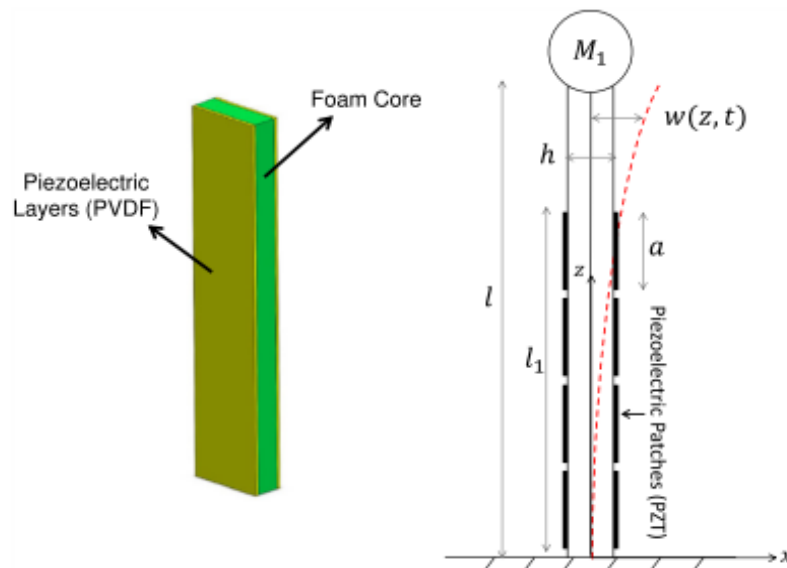 Foam Core
Piezoelectric
Layers (PVDF)
M₁
w(z, t)
h
a
z
l
l₁
Piezoelectric
Patches (PZT)
x